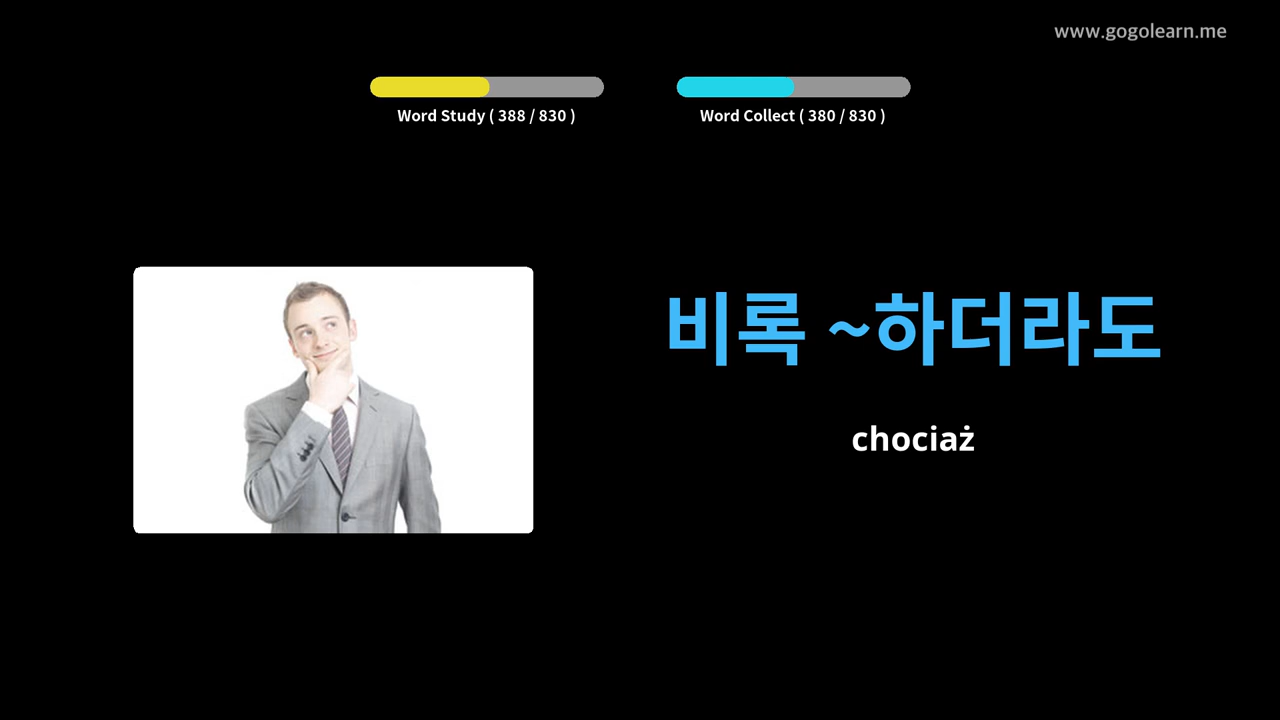 www.gogolearn.me
Word Study ( 388 / 830 )
Word Collect ( 380 / 830 )
비록 ~하더라도
chociaż